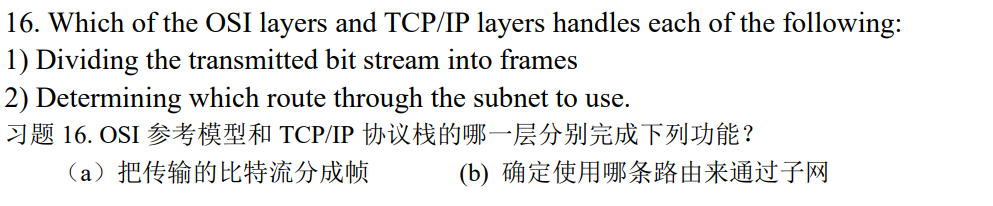 16. Which of the OSI layers and TCP/IP layers handles each of the following:
1) Dividing the transmitted bit stream into frames
2) Determining which route through the subnet to use.
习题 16. OSI 参考模型和 TCP/IP 协议栈的哪一层分别完成下列功能？
（a）把传输的比特流分成帧 (b) 确定使用哪条路由来通过子网